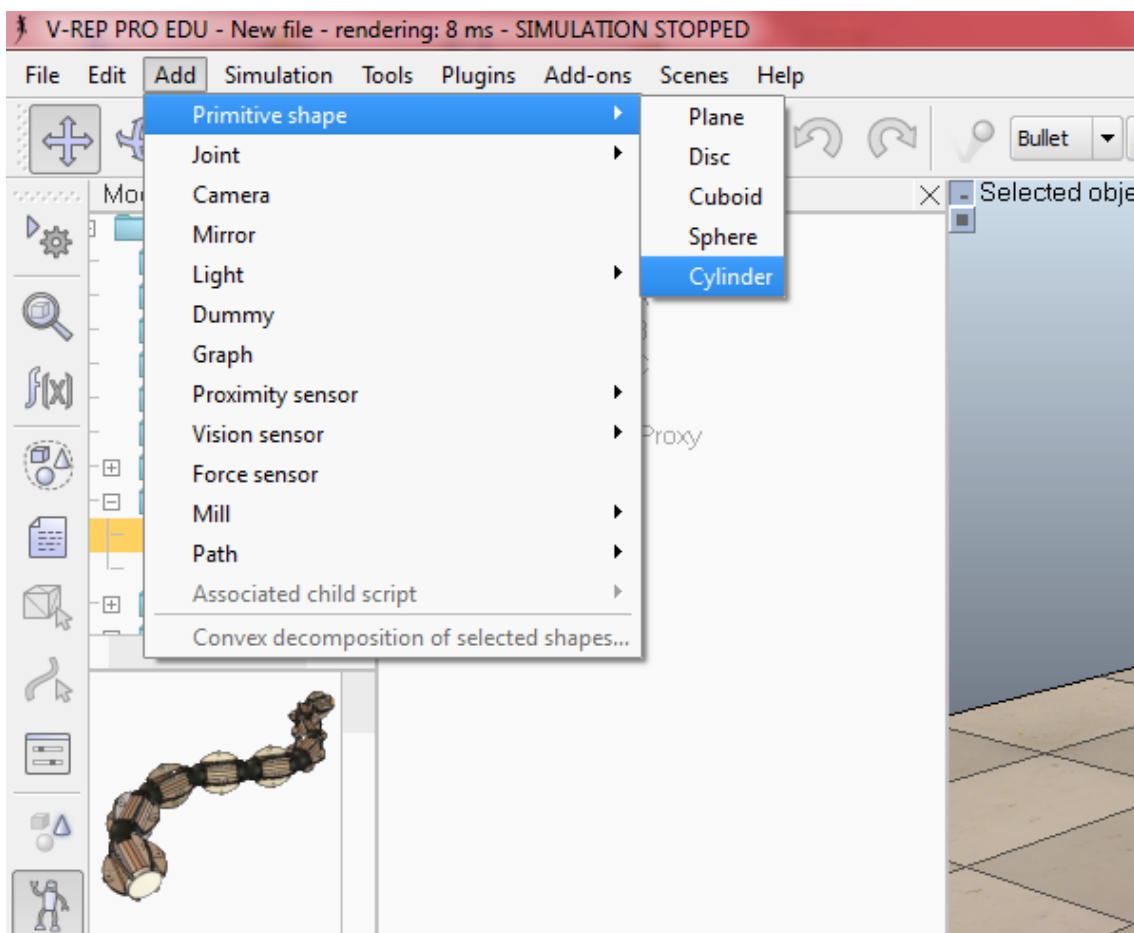 V-REP PRO EDU - New file - rendering: 8 ms - SIMULATION STOPPED
File Edit Add Simulation Tools Plugins Add-ons Scenes Help
Primitive shape
Joint
Camera
Mirror
Light
Dummy
Graph
Proximity sensor
Vision sensor
Force sensor
Mill
Path
Associated child script
Convex decomposition of selected shapes...
Plane
Disc
Cuboid
Sphere
Cylinder
Bullet
Selected obje
f(x)
Proxy